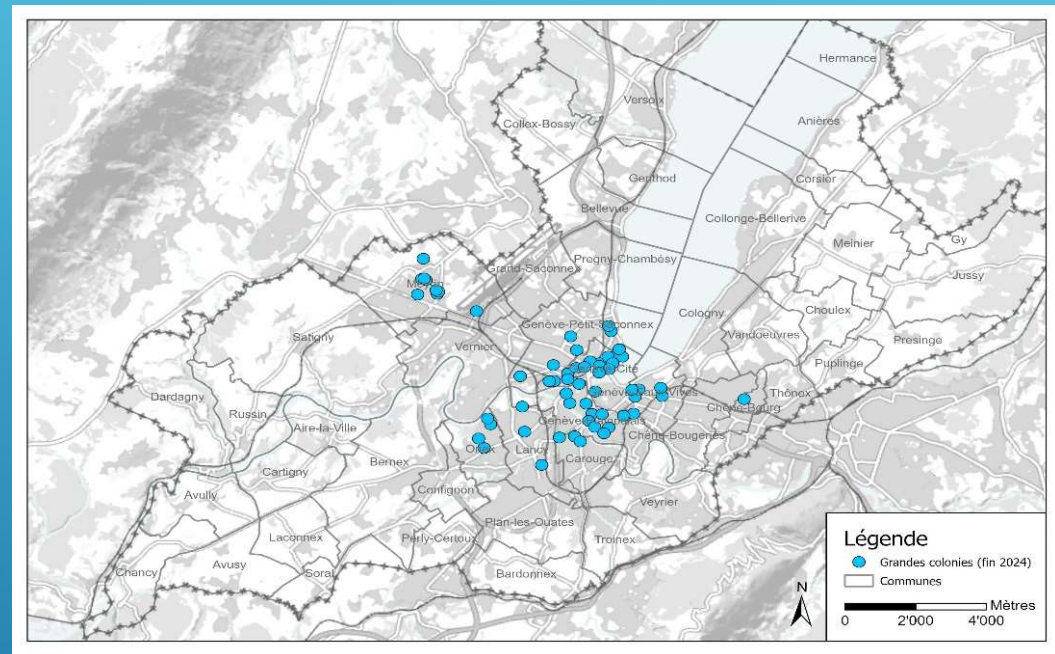 Hermance
Versoix
Anières
Collex-Bossy
Corsier
Genthod
Bellevue
Collonge-Bellerive
Meinier
Gy
Pregny-Chambésy
Grand-Saconnex
Jussy
Meyrin
Cologny
Choulex
Genève-Petit-Saconnex
Vandoeuvres
Satigny
Vernier
Presinge
Puplinge
Genève-Cité
Thônex
Genève-Eaux-Vives
Dardagny
Chêne-Bourg
Russin
Aire-la-Ville
Genève-Plainpalais
Chêne-Bougeries
Onex
Lancy
Bernex
Carouge
Cartigny
Confignon
Avully
Veyrier
Plan-les-Ouates
Laconnex
Perly-Certoux
Troinex
Avusy
Soral
Bardonnex
Chancy
Légende
Grandes colonies (fin 2024)
Communes
Mètres
0 2'000 4'000
N